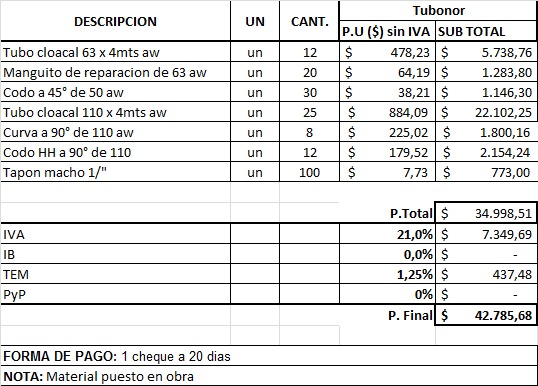 DESCRIPCION UN CANT. Tubonor
P.U ($) sin IVA SUB TOTAL
Tubo cloacal 63 x 4mts aw un 12 $ 478,23 $ 5.738,76
Manguito de reparacion de 63 aw un 20 $ 64,19 $ 1.283,80
Codo a 45° de 50 aw un 30 $ 38,21 $ 1.146,30
Tubo cloacal 110 x 4mts aw un 25 $ 884,09 $ 22.102,25
Curva a 90° de 110 aw un 8 $ 225,02 $ 1.800,16
Codo HH a 90° de 110 un 12 $ 179,52 $ 2.154,24
Tapon macho 1/" un 100 $ 7,73 $ 773,00
P.Total $ 34.998,51
IVA 21,0% $ 7.349,69
IB 0,0% $ -
TEM 1,25% $ 437,48
PyP 0% $ -
P. Final $ 42.785,68
FORMA DE PAGO: 1 cheque a 20 dias
NOTA: Material puesto en obra